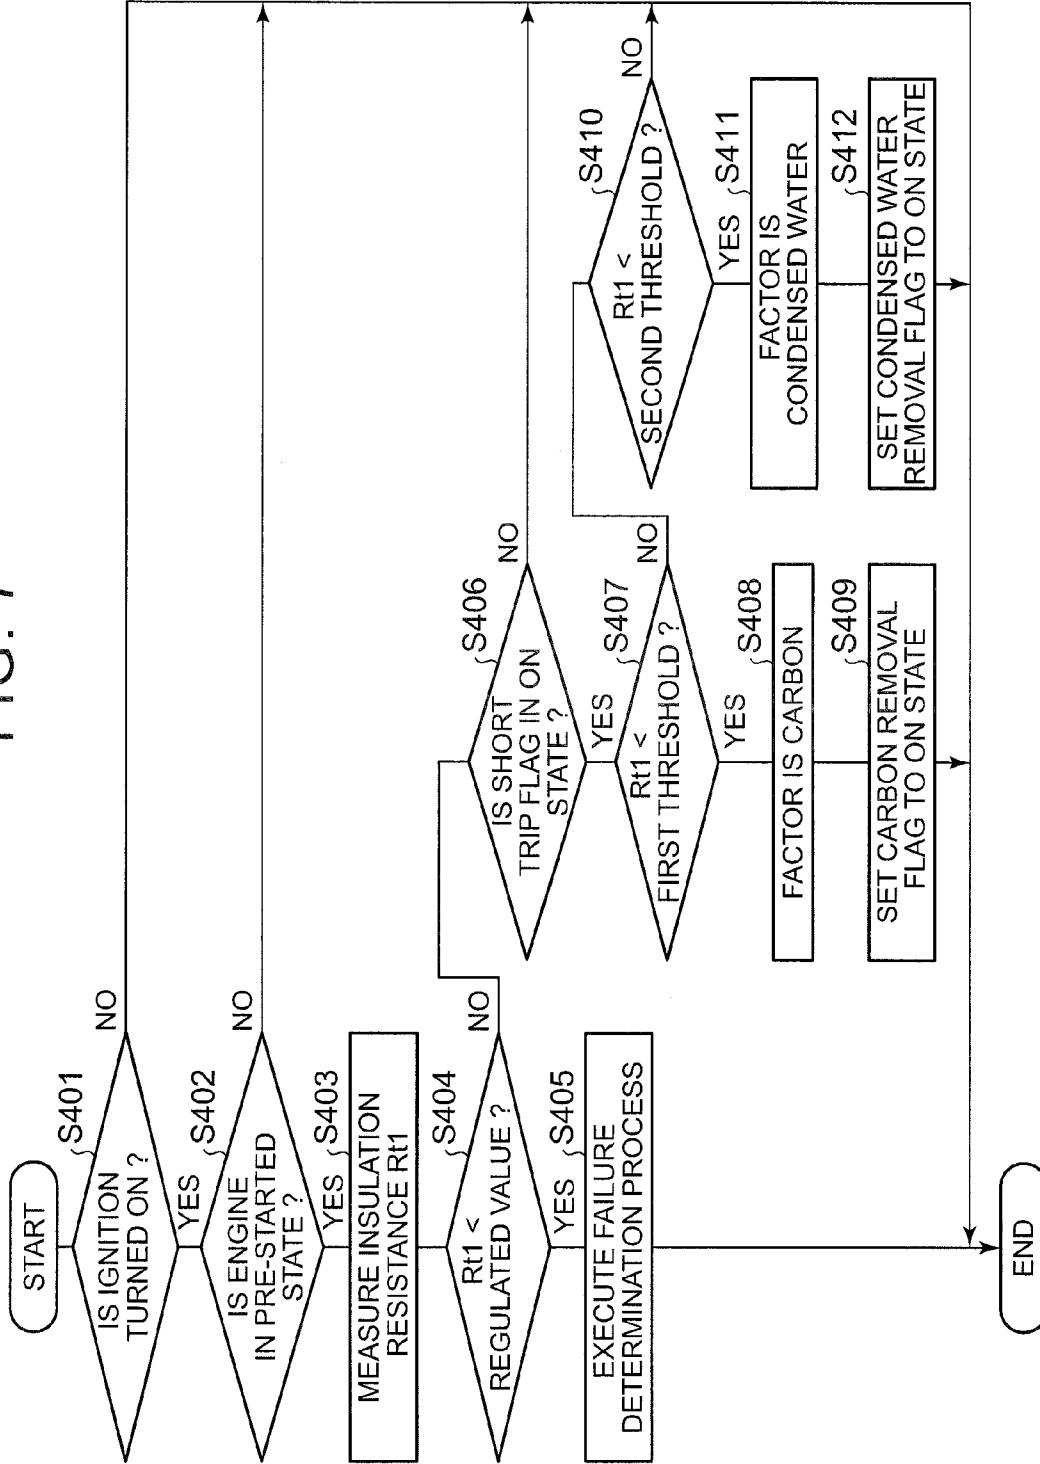 FIG. 7
START
S401
IS IGNITION
TURNED ON ?
NO
YES
S402
IS ENGINE
IN PRE-STARTED
STATE ?
NO
YES
S403
MEASURE INSULATION
RESISTANCE Rt1
S404
Rt1 <
REGULATED VALUE ?
NO
YES
S405
EXECUTE FAILURE
DETERMINATION PROCESS
S406
IS SHORT
TRIP FLAG IN ON
STATE ?
NO
YES
S407
Rt1 <
FIRST THRESHOLD ?
NO
YES
S408
FACTOR IS CARBON
S409
SET CARBON REMOVAL
FLAG TO ON STATE
S410
Rt1 <
SECOND THRESHOLD ?
NO
YES
S411
FACTOR IS
CONDENSED WATER
S412
SET CONDENSED WATER
REMOVAL FLAG TO ON STATE
END